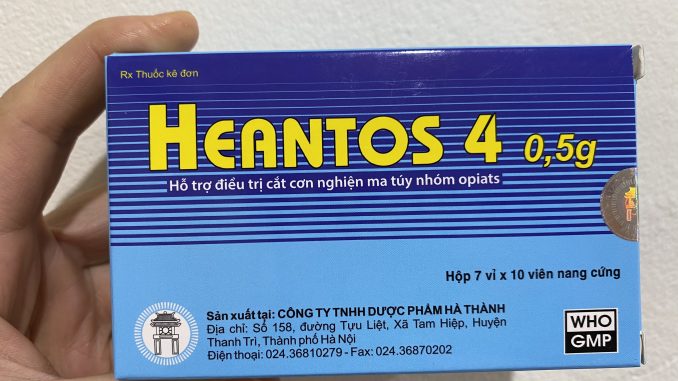 Rx Thuốc kê đơn
HEANTOS 4 0,5g
Hỗ trợ điều trị cắt cơn nghiện ma túy nhóm opiats
Hộp 7 vỉ x 10 viên nang cứng
Sản xuất tại: CÔNG TY TNHH DƯỢC PHẨM HÀ THÀNH
Địa chỉ: Số 158, đường Tựu Liệt, Xã Tam Hiệp, Huyện
Thanh Trì, Thành phố Hà Nội
Điện thoại: 024.36810279 - Fax: 024.36870202
WHO
GMP